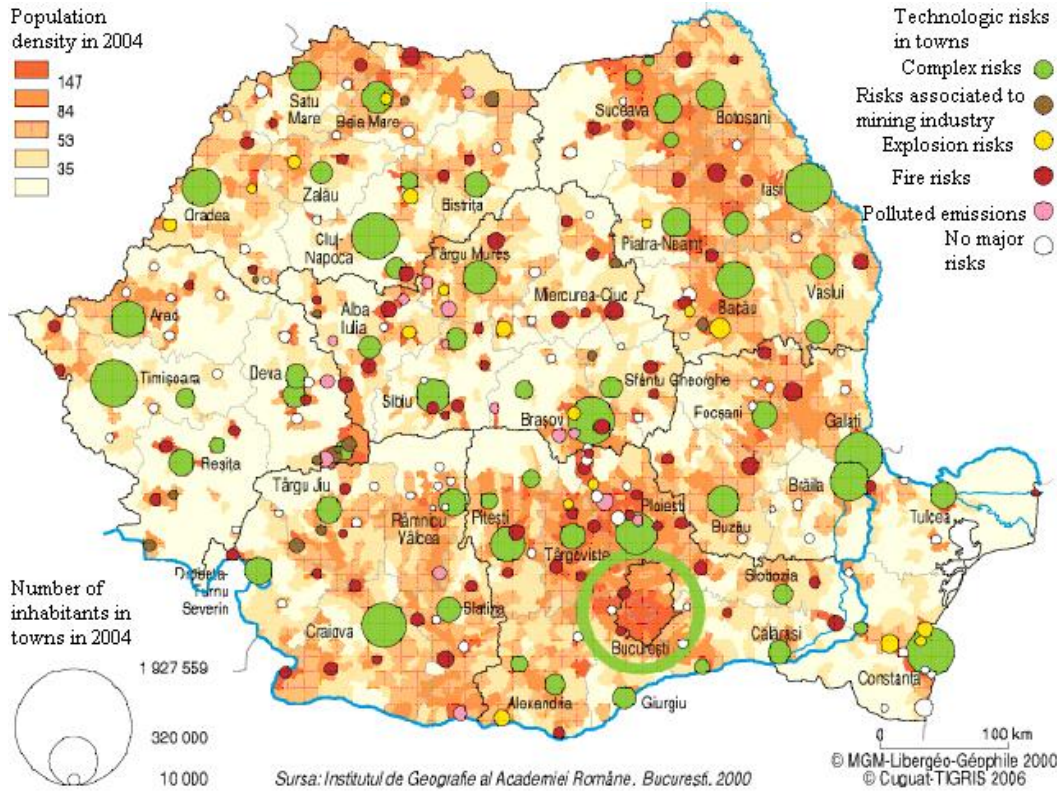 Population
density in 2004
147
84
53
35
Technologic risks
in towns
Complex risks
Risks associated to
mining industry
Explosion risks
Fire risks
Polluted emissions
No major
risks
Satu
Mare
Baia Mare
Suceava
Botosani
Oradea
Zalău
Bistrița
Iasi
Cluj-
Napoca
Târgu Mures
Piatra-Neamț
Miercurea-Ciuc
Bacău
Vaslui
Arad
Alba
Iulia
Timisoara
Deva
Sibiu
Sfântu Gheorghe
Brasov
Focsani
Galati
Resita
Târgu Jiu
Râmnicu
Vâlcea
Pitesti
Târgoviste
Ploiesti
Buzău
Brăila
Tulcea
Drobeta-
Turnu
Severin
Craiova
Slatina
Bucuresti
Slobozia
Călărasi
Constanta
Alexandria
Giurgiu
Number of
inhabitants in
towns in 2004
1 927 559
320 000
10 000
0 100 km
Sursa: Institutul de Geografie al Academiei Române, Bucuresti, 2000
© MGM-Libergéo-Géophile 2000
© Cuguat-TIGRIS 2006